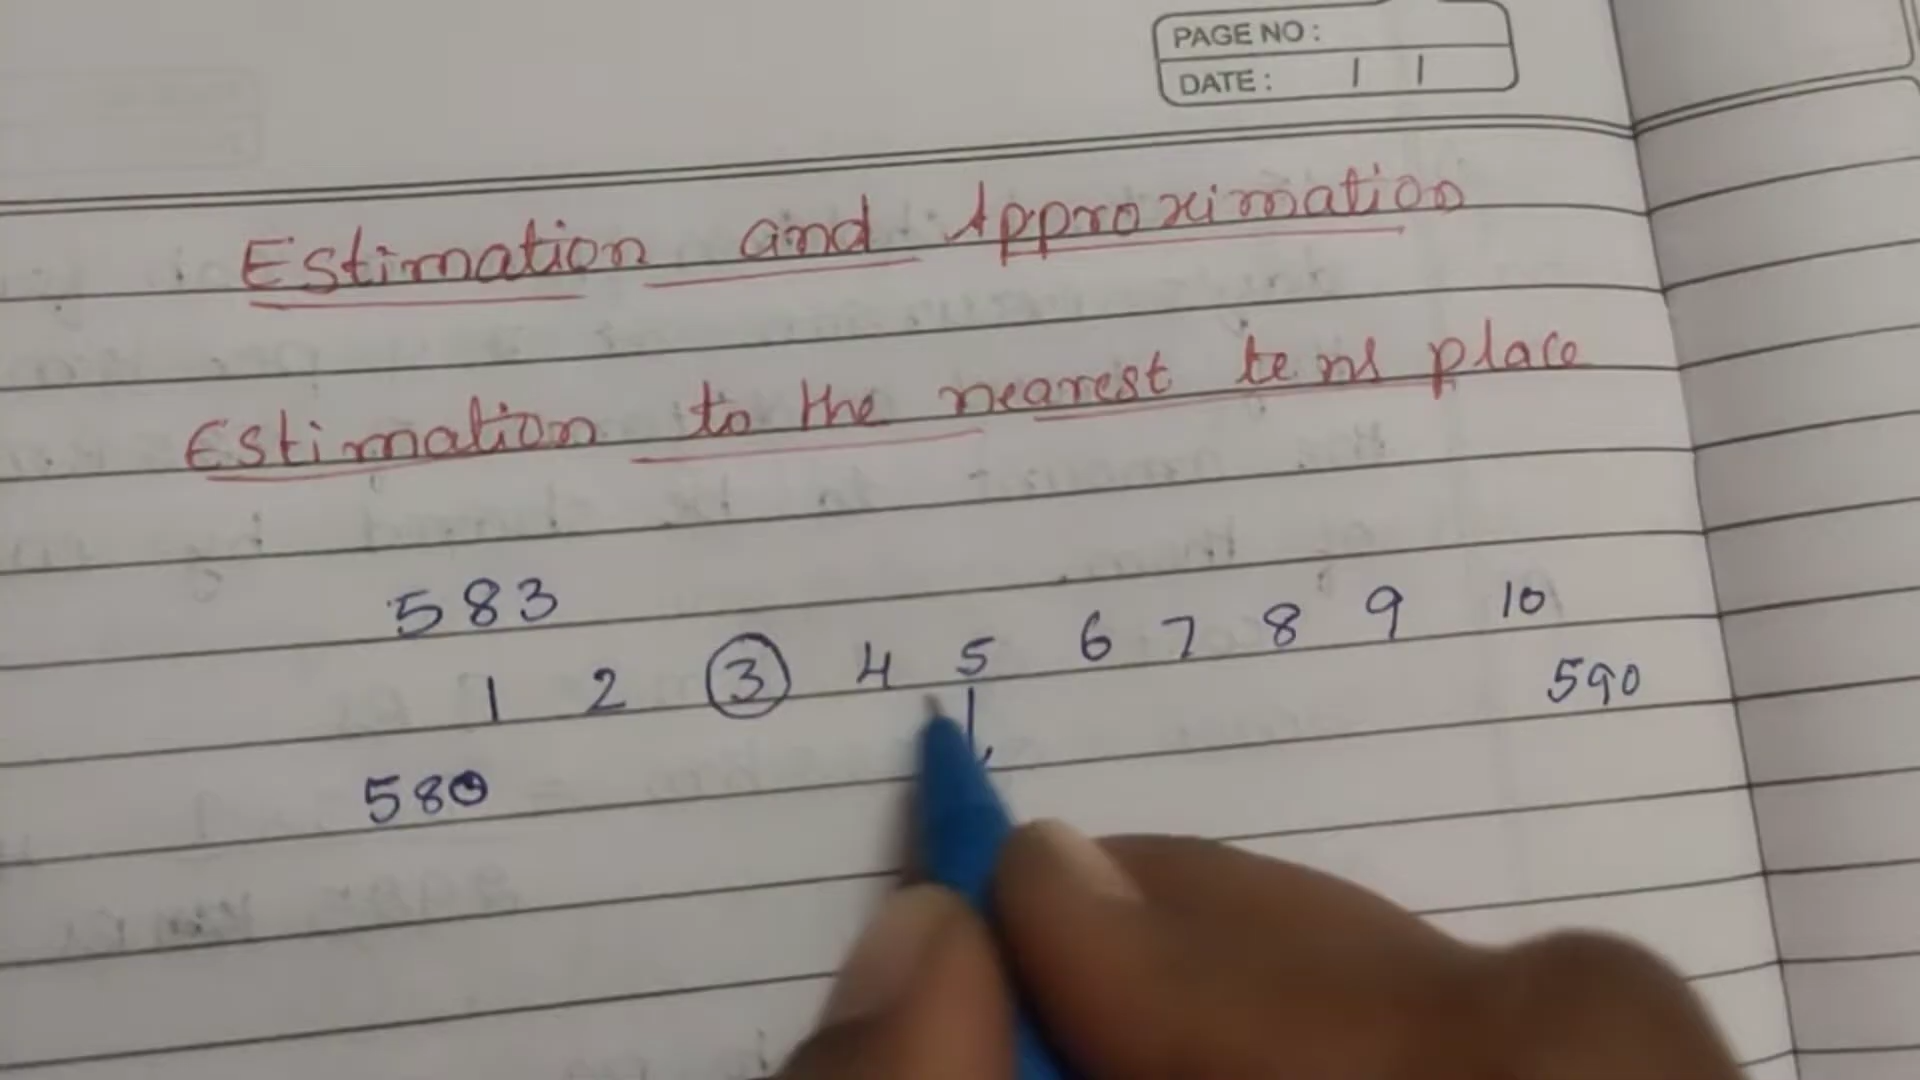 PAGE NO :
DATE : / /
Estimation and Approximation
Estimation to the nearest tens place
583
1 2 3 4 5 6 7 8 9 10
580 590